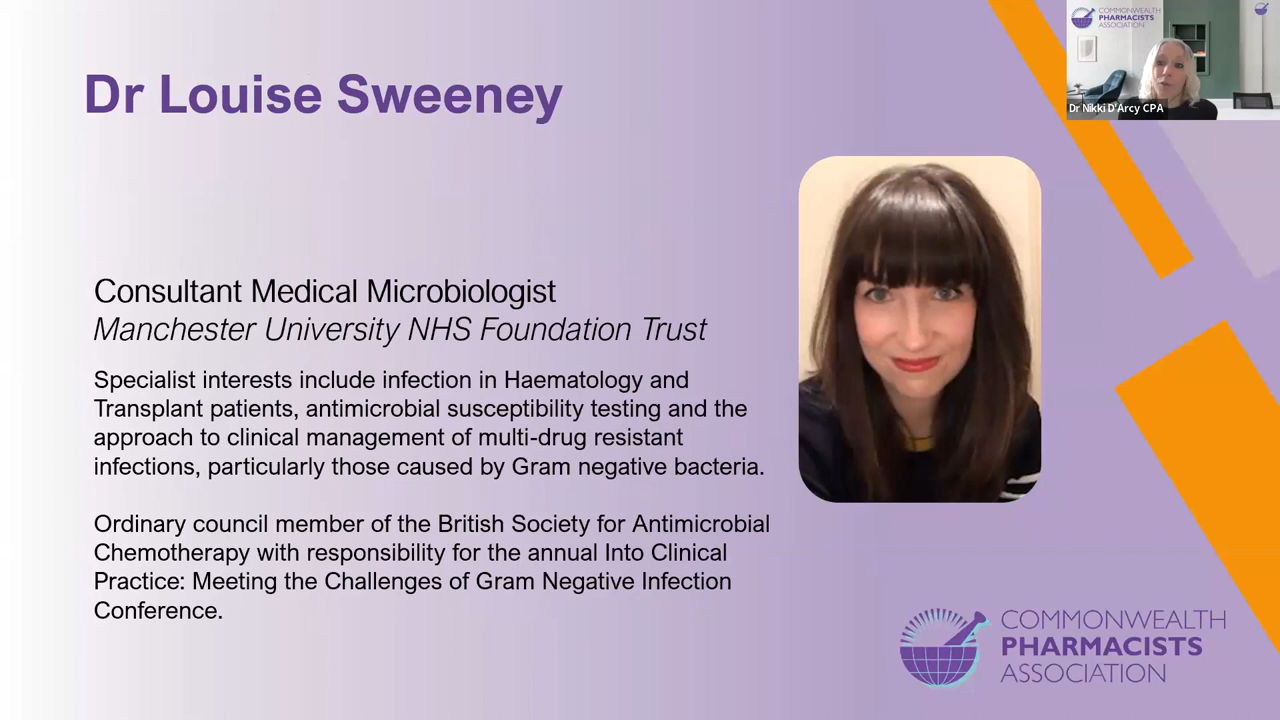 Dr Louise Sweeney
COMMONWEALTH
PHARMACISTS
ASSOCIATION
Dr Nikki D'Arcy CPA
Consultant Medical Microbiologist
Manchester University NHS Foundation Trust
Specialist interests include infection in Haematology and
Transplant patients, antimicrobial susceptibility testing and the
approach to clinical management of multi-drug resistant
infections, particularly those caused by Gram negative bacteria.
Ordinary council member of the British Society for Antimicrobial
Chemotherapy with responsibility for the annual Into Clinical
Practice: Meeting the Challenges of Gram Negative Infection
Conference.
COMMONWEALTH
PHARMACISTS
ASSOCIATION